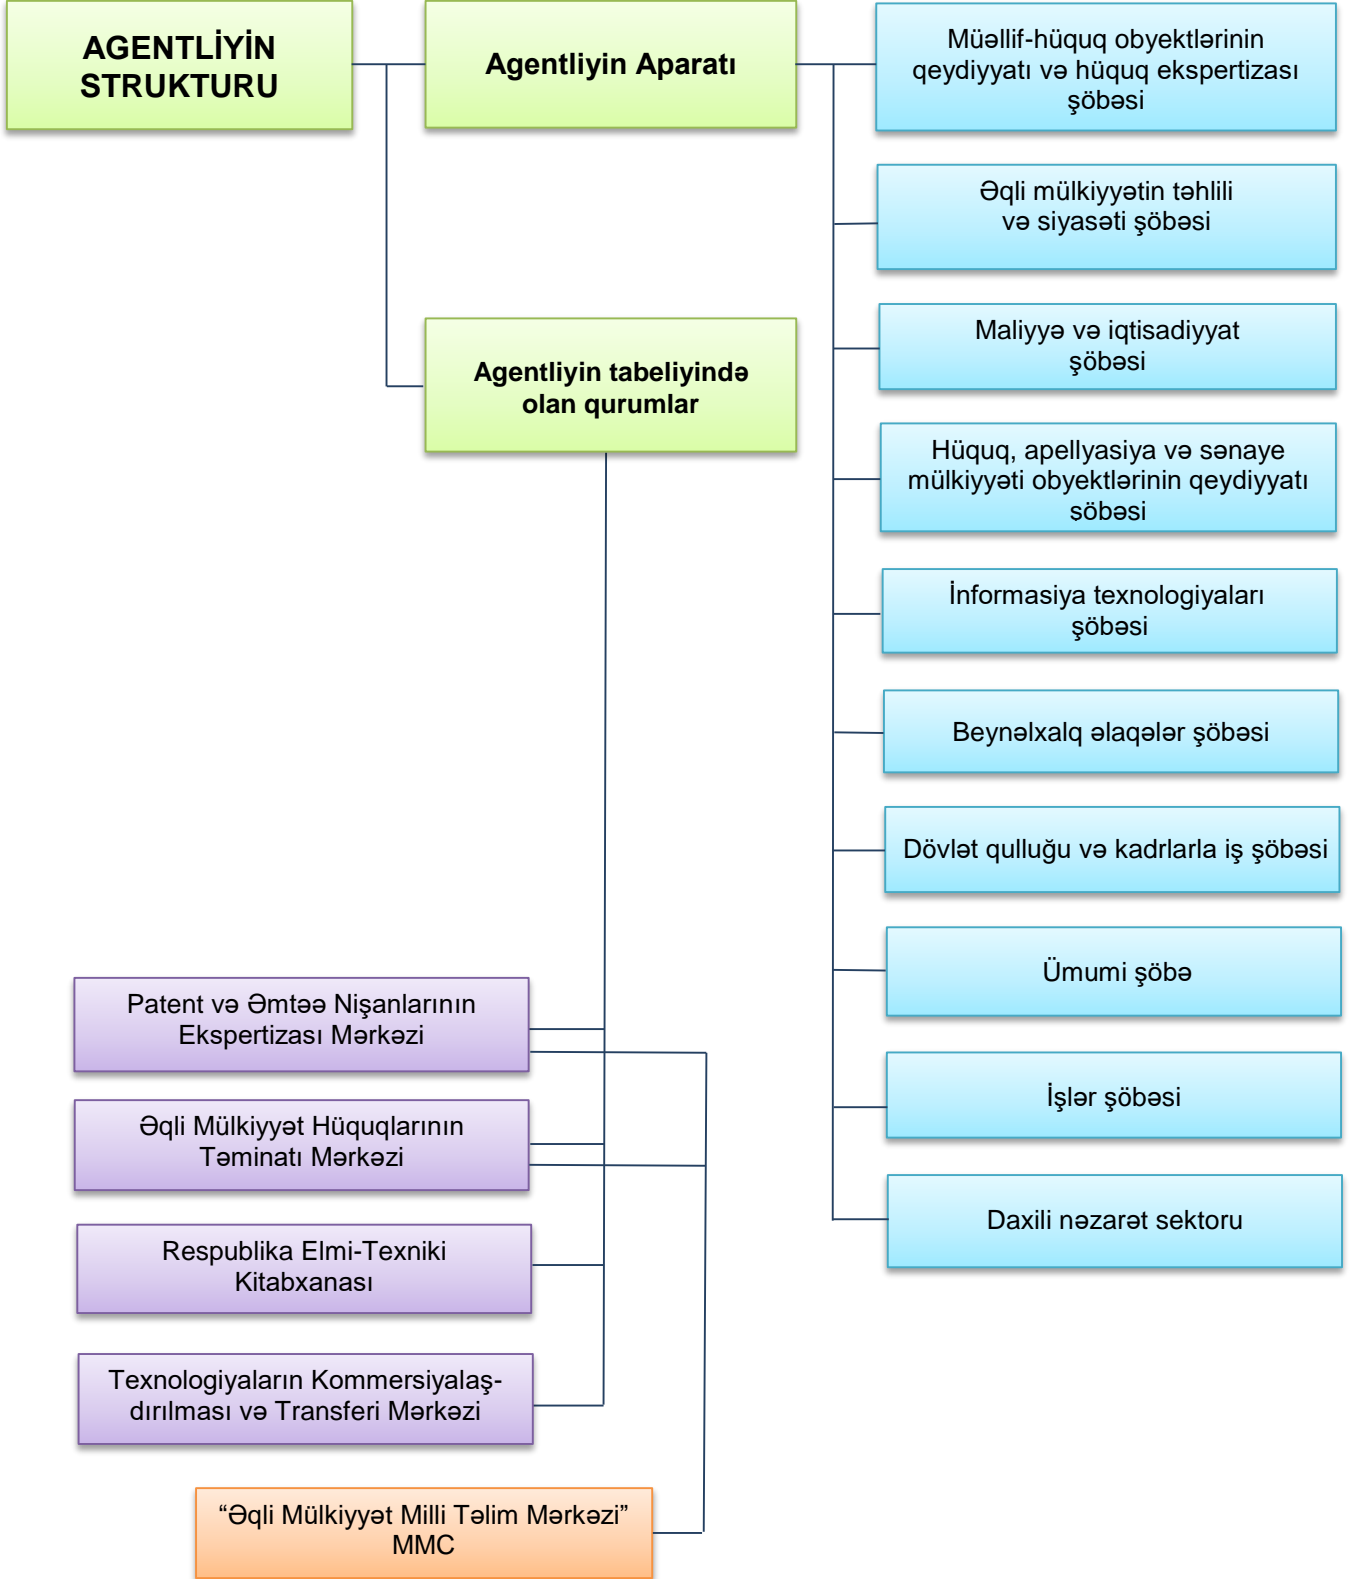 AGENTLİYİN
STRUKTURU
Agentliyin Aparatı
Müəllif-hüquq obyektlərinin
qeydiyyatı və hüquq ekspertizası
şöbəsi
Əqli mülkiyyətin təhlili
və siyasəti şöbəsi
Maliyyə və iqtisadiyyat
şöbəsi
Agentliyin tabeliyində
olan qurumlar
Hüquq, apellyasiya və sənaye
mülkiyyəti obyektlərinin qeydiyyatı
şöbəsi
İnformasiya texnologiyaları
şöbəsi
Beynəlxalq əlaqələr şöbəsi
Dövlət qulluğu və kadrlarla iş şöbəsi
Ümumi şöbə
İşlər şöbəsi
Daxili nəzarət sektoru
Patent və Əmtəə Nişanlarının
Ekspertizası Mərkəzi
Əqli Mülkiyyət Hüquqlarının
Təminatı Mərkəzi
Respublika Elmi-Texniki
Kitabxanası
Texnologiyaların Kommersiyalaş-
dırılması və Transferi Mərkəzi
“Əqli Mülkiyyət Milli Təlim Mərkəzi”
MMC